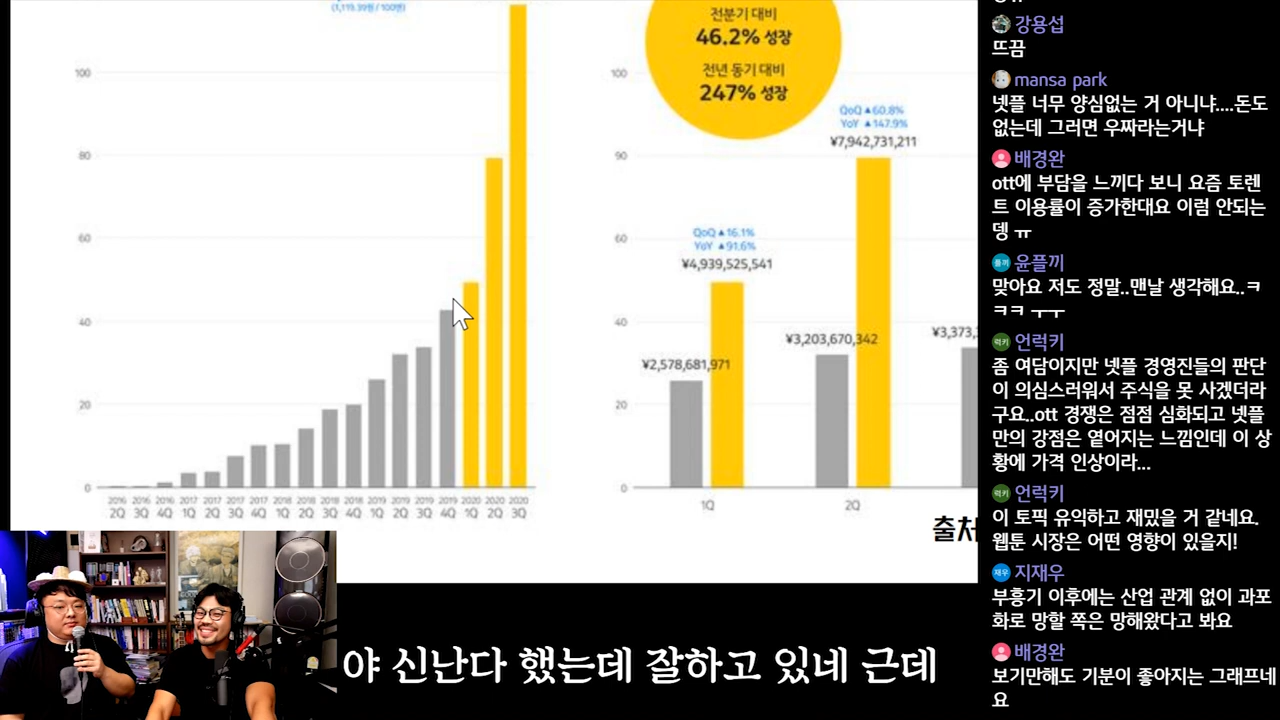 (1,119.39원/100엔)
100
80
60
40
20
0
2016 2Q
2016 3Q
2016 4Q
2017 1Q
2017 2Q
2017 3Q
2017 4Q
2018 1Q
2018 2Q
2018 3Q
2018 4Q
2019 1Q
2019 2Q
2019 3Q
2019 4Q
2020 1Q
2020 2Q
2020 3Q
전분기 대비
46.2% 성장
전년 동기 대비
247% 성장
100
90
60
40
20
0
QoQ ▲16.1%
YoY ▲91.6%
¥4,939,525,541
¥2,578,681,971
QoQ ▲60.8%
YoY ▲147.9%
¥7,942,731,211
¥3,203,670,342
¥3,373,
1Q
2Q
출처
야 신난다 했는데 잘하고 있네 근데
강용섭
뜨끔
mansa park
넷플 너무 양심없는 거 아니냐....돈도
없는데 그러면 우짜라는거냐
배경완
ott에 부담을 느끼다 보니 요즘 토렌
트 이용률이 증가한대요 이럼 안되는
뎅 ㅠ
플끼 윤플끼
맞아요 저도 정말..맨날 생각해요..ㅋ
ㅋㅋ ㅜㅜ
럭키 언럭키
좀 여담이지만 넷플 경영진들의 판단
이 의심스러워서 주식을 못 사겠더라
구요..ott 경쟁은 점점 심화되고 넷플
만의 강점은 옅어지는 느낌인데 이 상
황에 가격 인상이라...
럭키 언럭키
이 토픽 유익하고 재밌을 거 같네요.
웹툰 시장은 어떤 영향이 있을지!
재우 지재우
부흥기 이후에는 산업 관계 없이 과포
화로 망할 쪽은 망해왔다고 봐요
배경완
보기만해도 기분이 좋아지는 그래프네
요